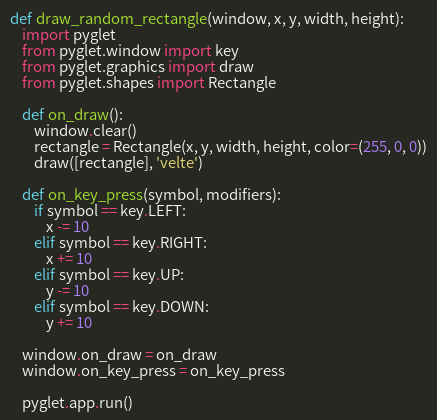 def draw_random_rectangle(window, x, y, width, height):
    import pyglet
    from pyglet.window import key
    from pyglet.graphics import draw
    from pyglet.shapes import Rectangle

    def on_draw():
        window.clear()
        rectangle = Rectangle(x, y, width, height, color=(255, 0, 0))
        draw([rectangle], 'velte')

    def on_key_press(symbol, modifiers):
        if symbol == key.LEFT:
            x -= 10
        elif symbol == key.RIGHT:
            x += 10
        elif symbol == key.UP:
            y -= 10
        elif symbol == key.DOWN:
            y += 10

    window.on_draw = on_draw
    window.on_key_press = on_key_press

    pyglet.app.run()